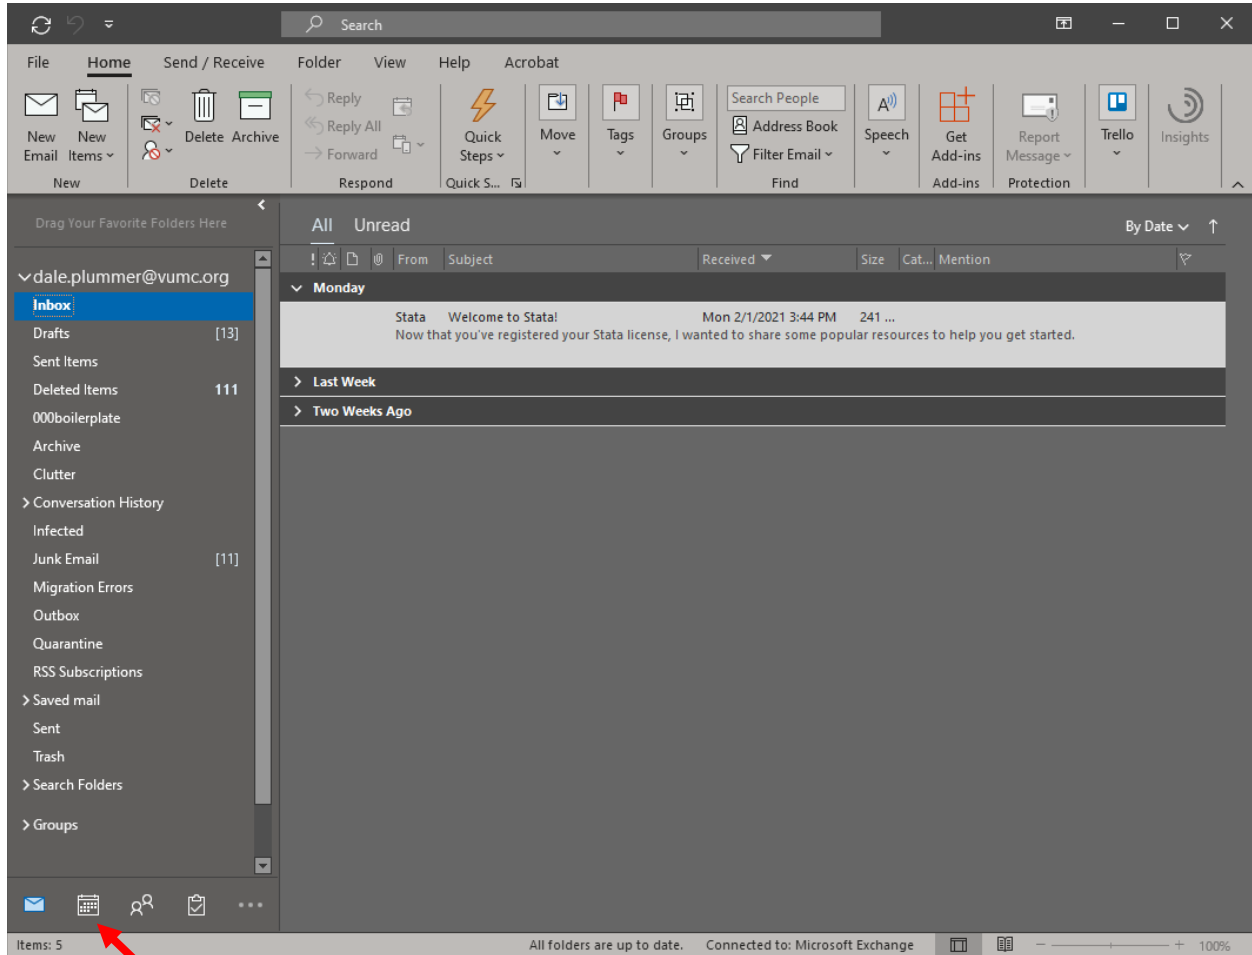 Search
File Home Send / Receive Folder View Help Acrobat
New Email
New Items
Delete
Archive
Reply
Reply All
Forward
Quick Steps
Move
Tags
Groups
Search People
Address Book
Filter Email
Speech
Get Add-ins
Report Message
Trello
Insights
New Delete Respond Quick S... Find Add-ins Protection
Drag Your Favorite Folders Here
dale.plummer@vumc.org
Inbox
Drafts [13]
Sent Items
Deleted Items 111
000boilerplate
Archive
Clutter
Conversation History
Infected
Junk Email [11]
Migration Errors
Outbox
Quarantine
RSS Subscriptions
Saved mail
Sent
Trash
Search Folders
Groups
All Unread By Date
! From Subject Received Size Cat... Mention
Monday
Stata Welcome to Stata! Mon 2/1/2021 3:44 PM 241 ...
Now that you've registered your Stata license, I wanted to share some popular resources to help you get started.
Last Week
Two Weeks Ago
Items: 5 All folders are up to date. Connected to: Microsoft Exchange 100%